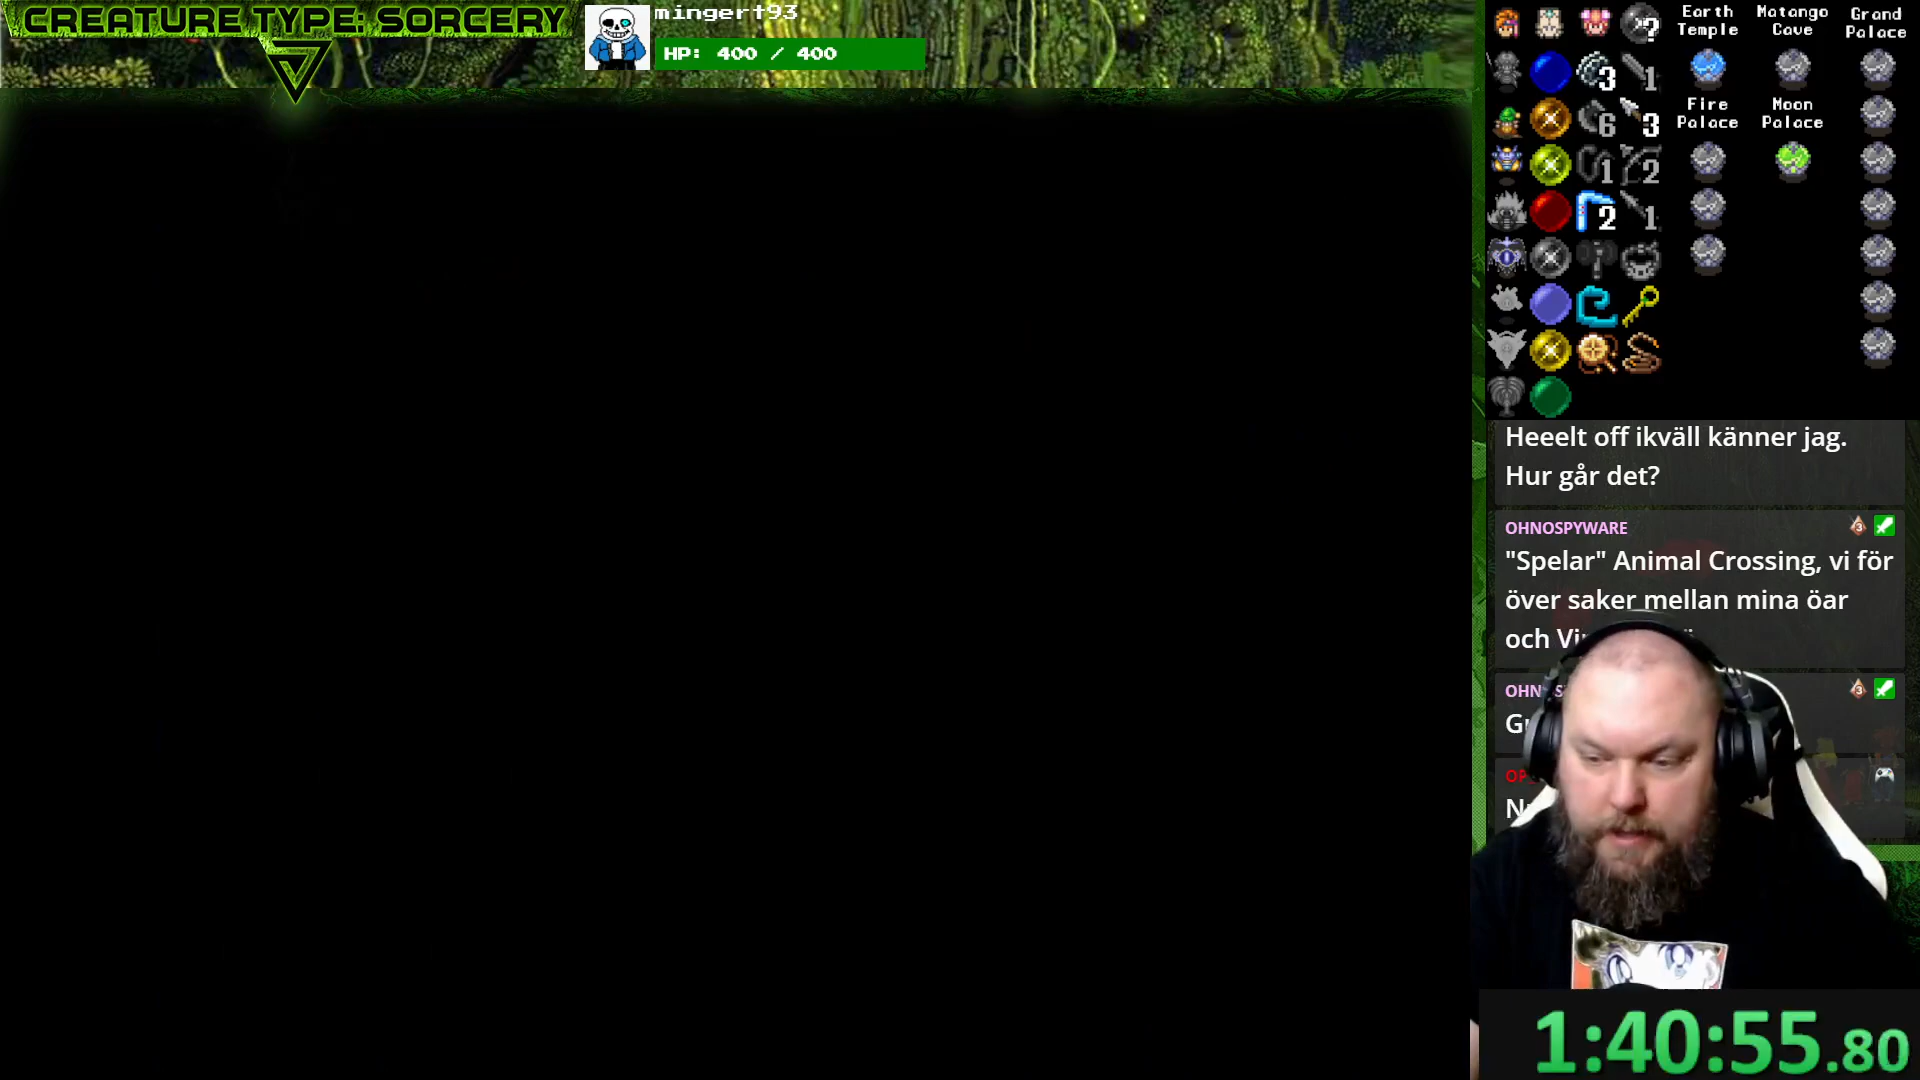 CREATURE TYPE: SORCERY
mingert93
HP: 400 / 400
Earth Temple
Matango Cave
Grand Palace
3
1
Fire Palace
Moon Palace
6
3
1
2
2
1
Heeelt off ikväll känner jag.
Hur går det?
OHNOSPYWARE
"Spelar" Animal Crossing, vi för
över saker mellan mina öar
och
1:40:55.80